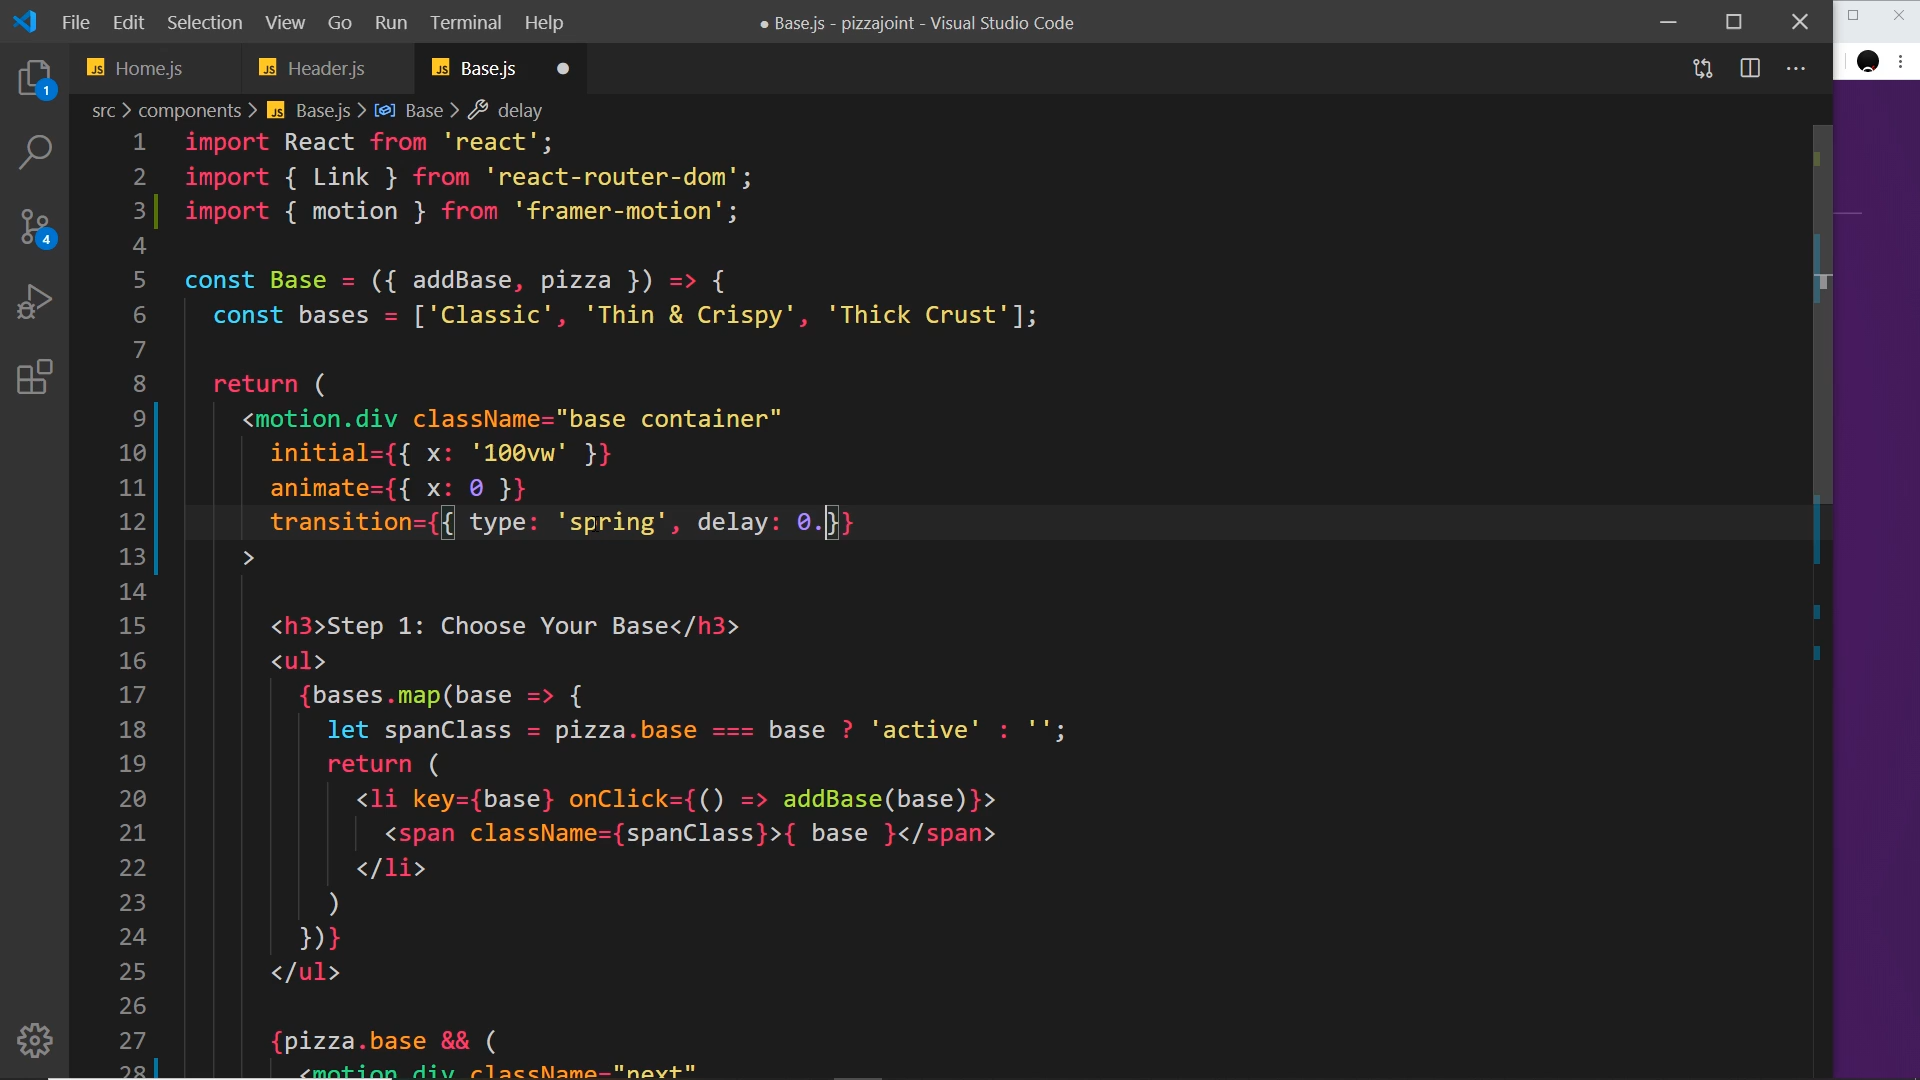 File Edit Selection View Go Run Terminal Help ● Base.js - pizzajoint - Visual Studio Code
JS Home.js JS Header.js JS Base.js
src > components > JS Base.js > Base > delay
1 import React from 'react';
2 import { Link } from 'react-router-dom';
3 import { motion } from 'framer-motion';
4
5 const Base = ({ addBase, pizza }) => {
6 const bases = ['Classic', 'Thin & Crispy', 'Thick Crust'];
7
8 return (
9 <motion.div className="base container"
10 initial={{ x: '100vw' }}
11 animate={{ x: 0 }}
12 transition={{ type: 'spring', delay: 0.}}
13 >
14
15 <h3>Step 1: Choose Your Base</h3>
16 <ul>
17 {bases.map(base => {
18 let spanClass = pizza.base === base ? 'active' : '';
19 return (
20 <li key={base} onClick={() => addBase(base)}>
21 <span className={spanClass}>{ base }</span>
22 </li>
23 )
24 })}
25 </ul>
26
27 {pizza.base && (
28 <motion.div className="next"
1
4